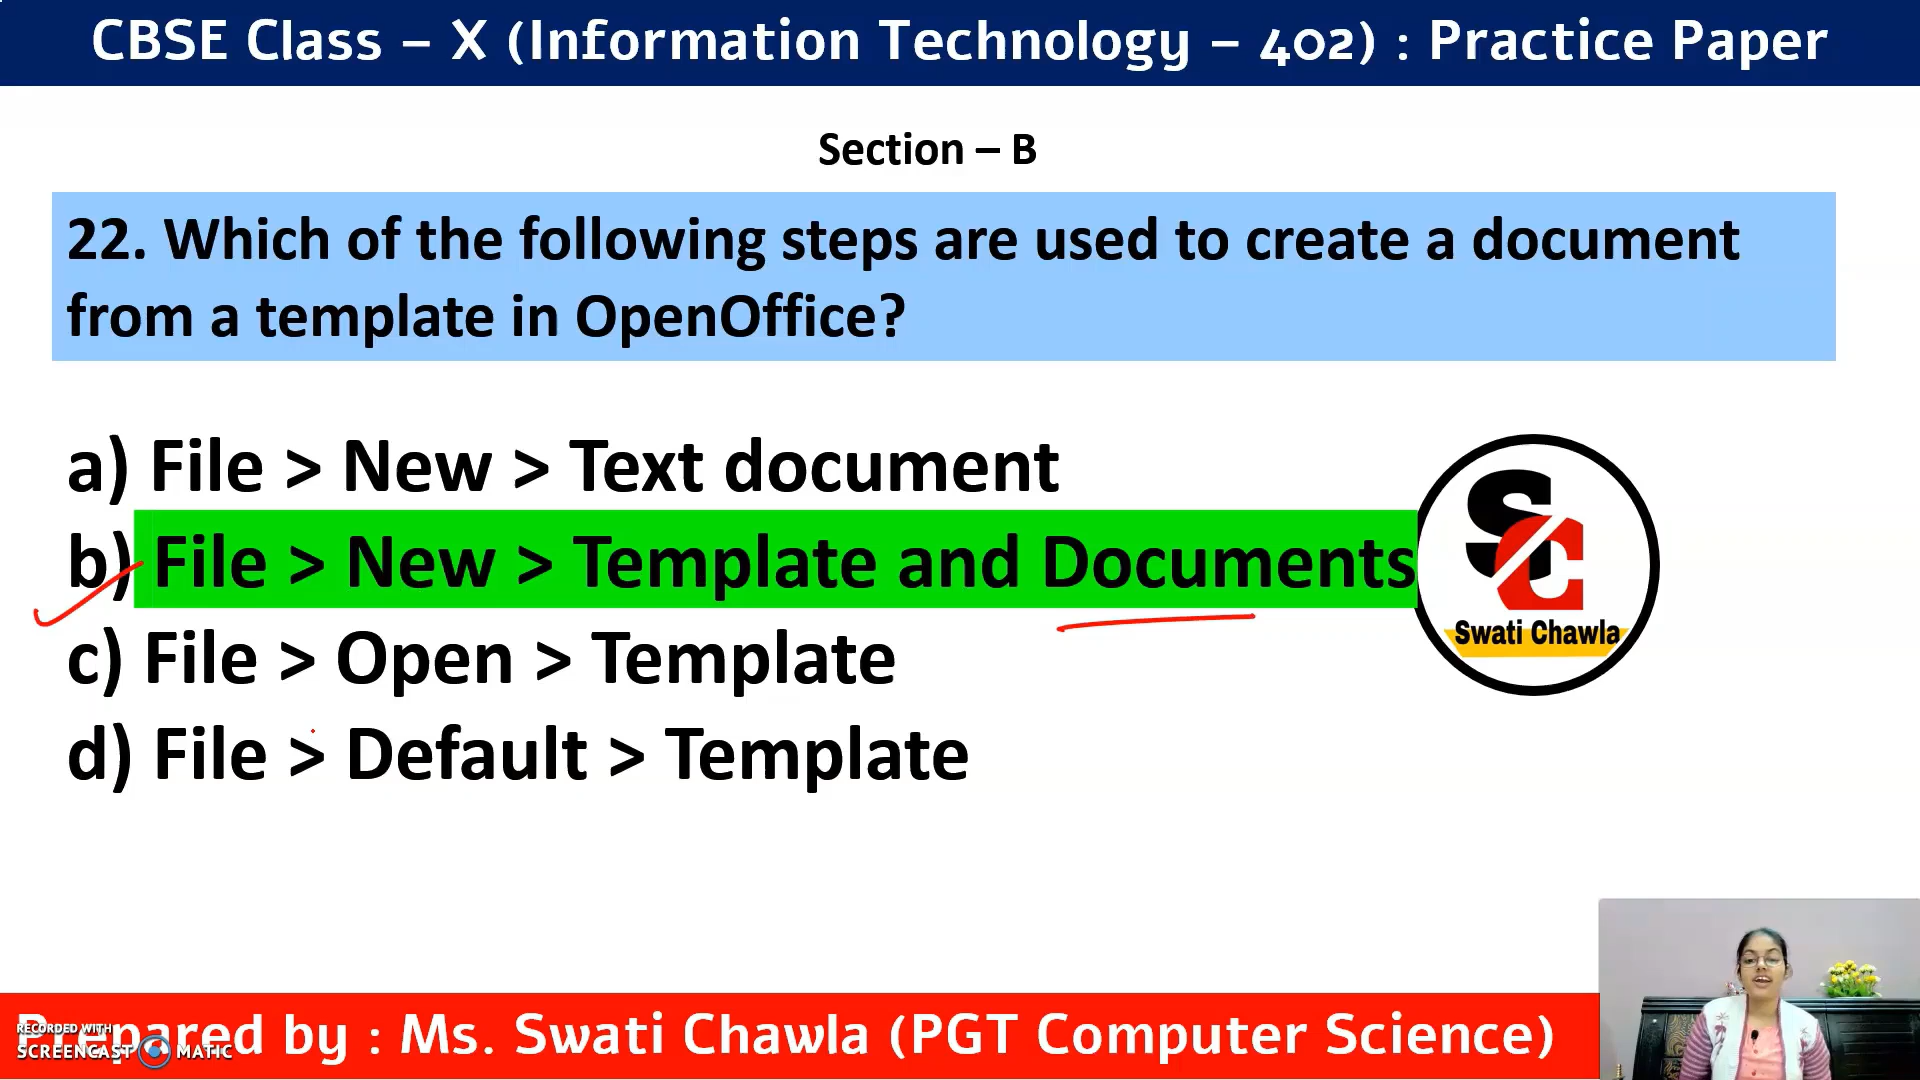 CBSE Class – X (Information Technology – 402) : Practice Paper
Section – B
22. Which of the following steps are used to create a document
from a template in OpenOffice?
a) File > New > Text document
b) File > New > Template and Documents
c) File > Open > Template
d) File > Default > Template
SC
Swati Chawla
Prepared by : Ms. Swati Chawla (PGT Computer Science)
RECORDED WITH
SCREENCAST MATIC